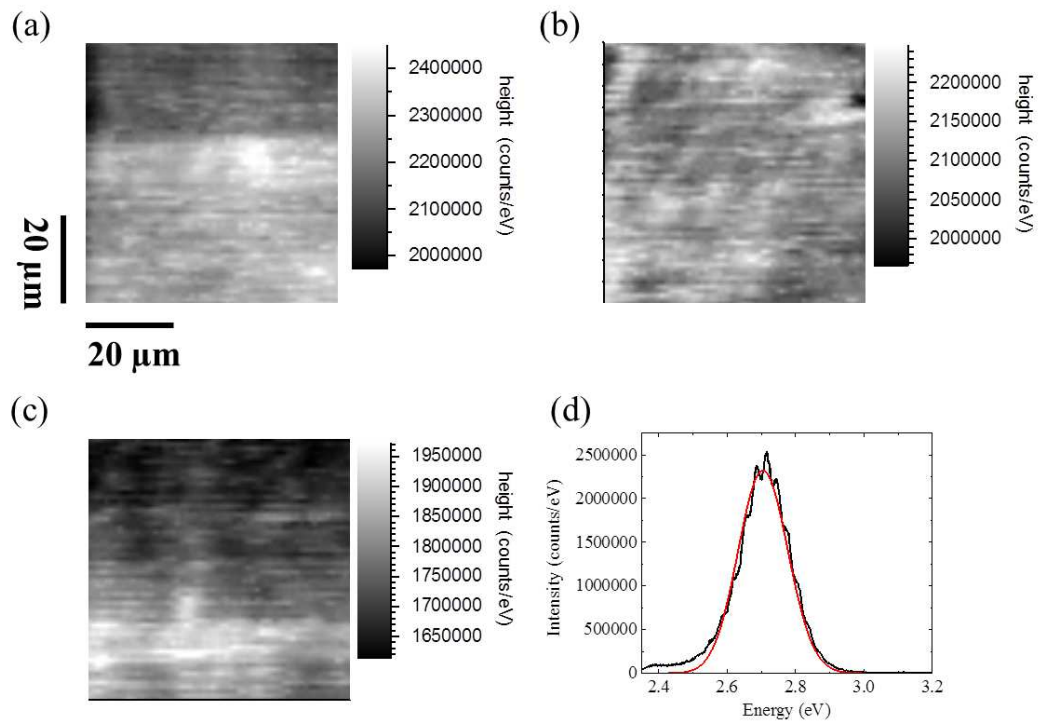 (a)
2400000
2300000
2200000
2100000
2000000
height (counts/eV)
20 µm
20 µm
(b)
2200000
2150000
2100000
2050000
2000000
height (counts/eV)
(c)
1950000
1900000
1850000
1800000
1750000
1700000
1650000
height (counts/eV)
(d)
2500000
2000000
1500000
1000000
500000
0
Intensity (counts/eV)
2.4 2.6 2.8 3.0 3.2
Energy (eV)